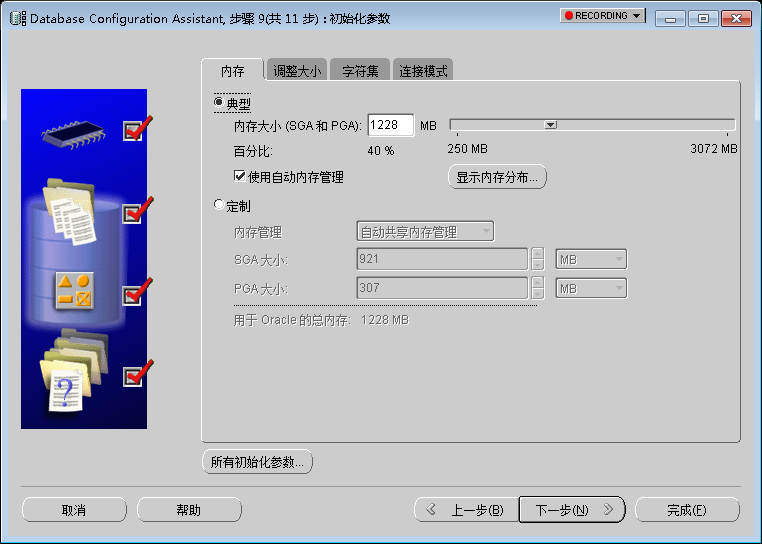 Database Configuration Assistant, 步骤 9(共 11 步) : 初始化参数
RECORDING
内存 调整大小 字符集 连接模式
典型
内存大小 (SGA 和 PGA): 1228 MB
百分比: 40 % 250 MB 3072 MB
使用自动内存管理 显示内存分布...
定制
内存管理 自动共享内存管理
SGA 大小: 921 MB
PGA 大小: 307 MB
用于 Oracle 的总内存: 1228 MB
?
所有初始化参数...
取消 帮助 上一步(B) 下一步(N) 完成(F)